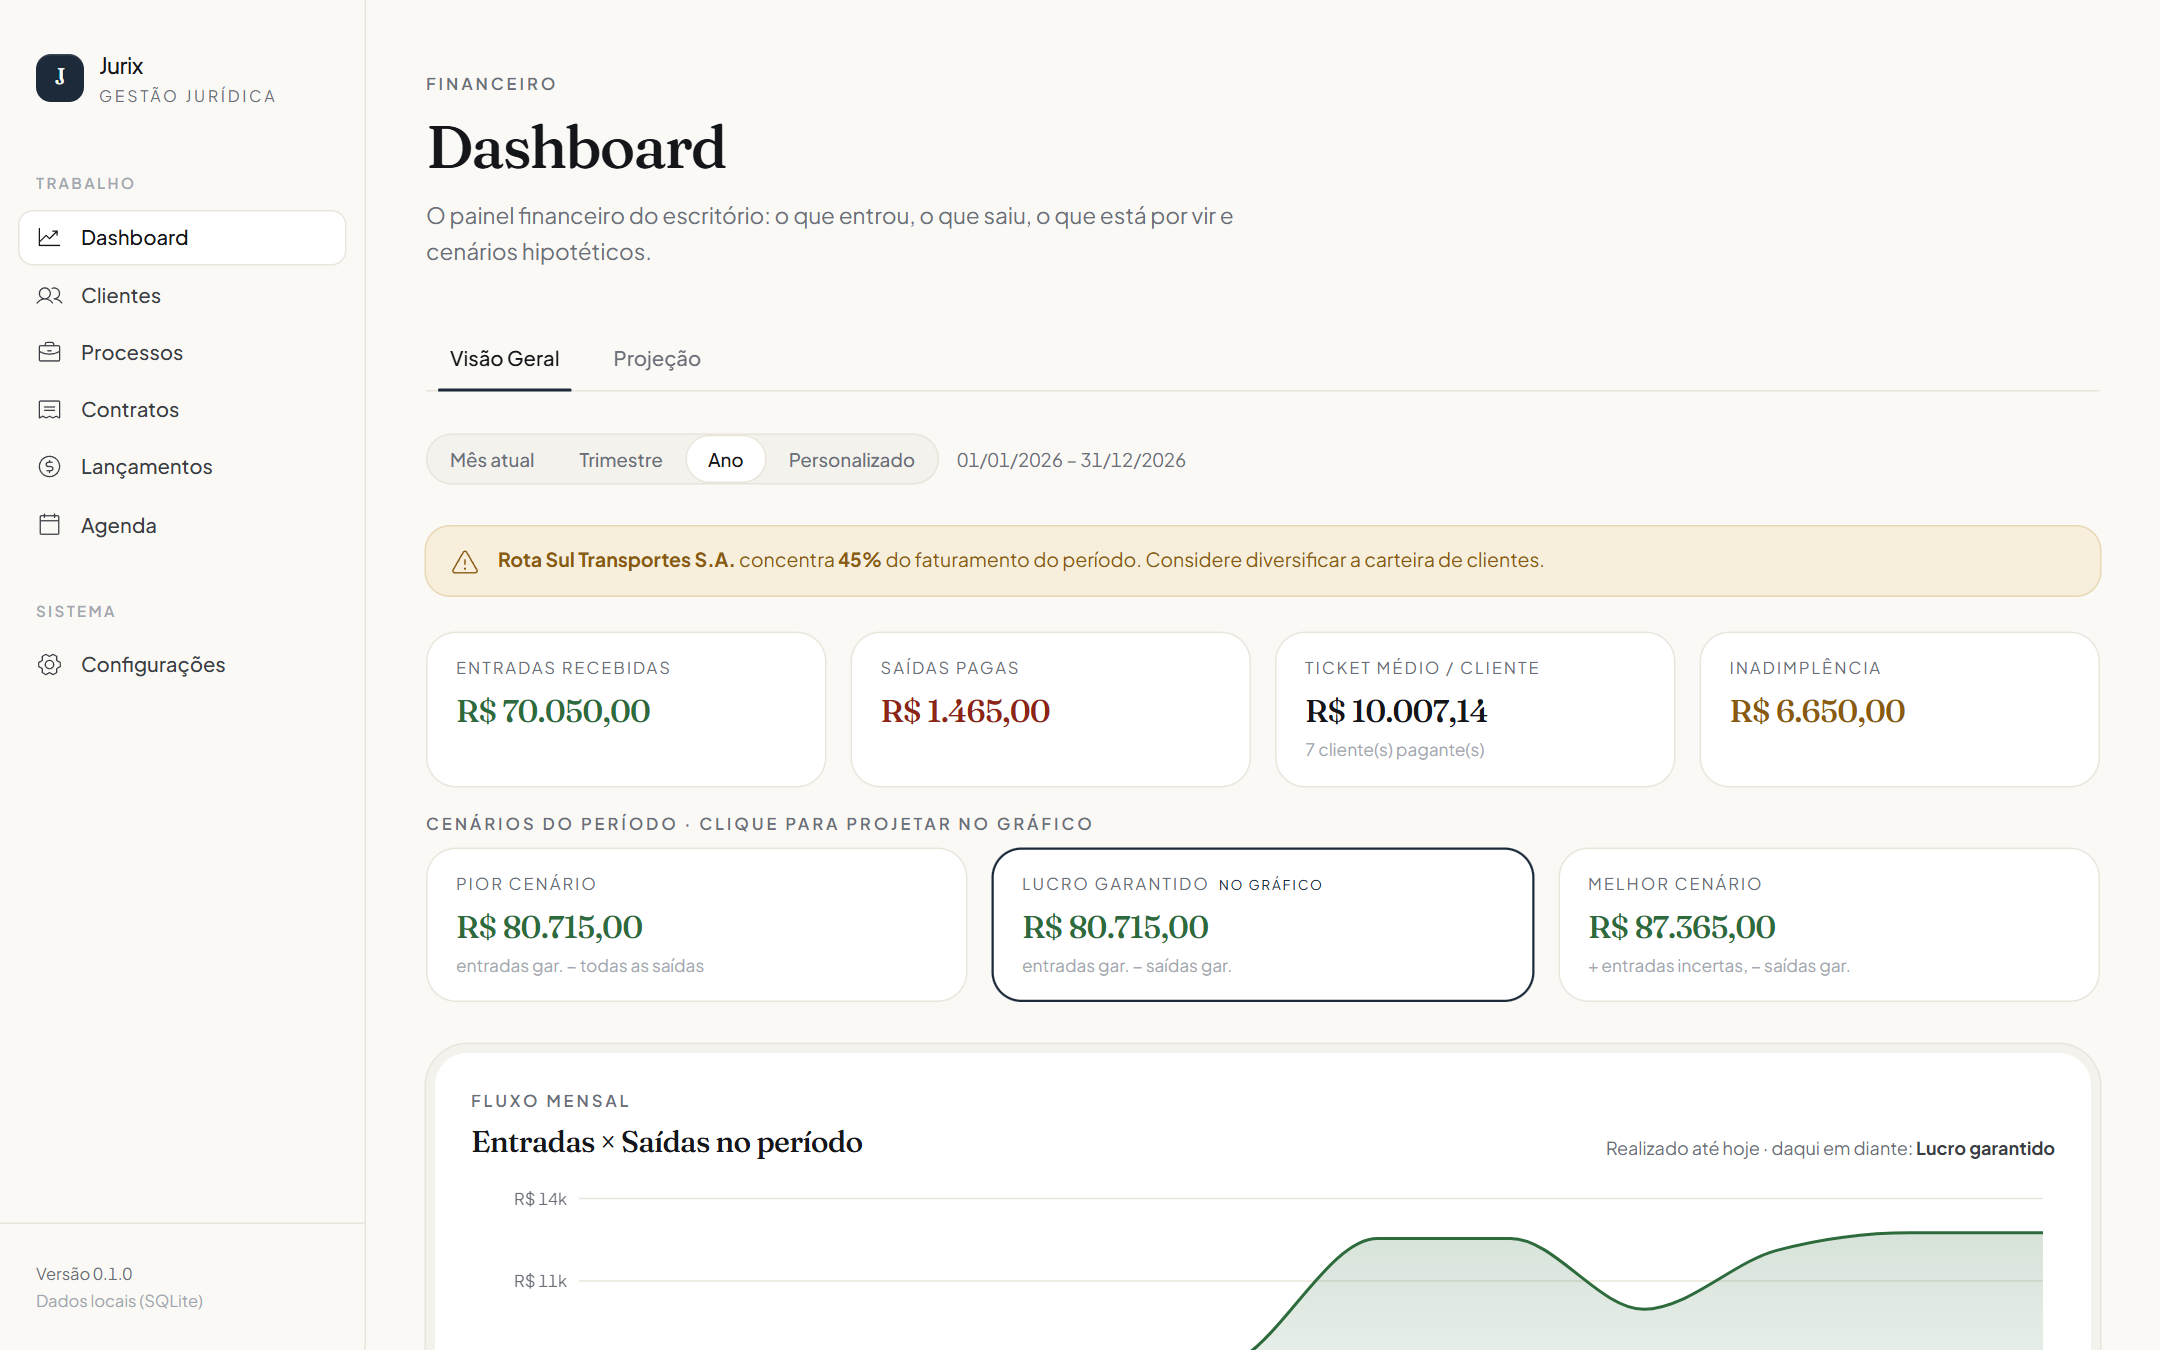 J
Jurix
GESTÃO JURÍDICA
TRABALHO
Dashboard
Clientes
Processos
Contratos
Lançamentos
Agenda
SISTEMA
Configurações
Versão 0.1.0
Dados locais (SQLite)
FINANCEIRO
Dashboard
O painel financeiro do escritório: o que entrou, o que saiu, o que está por vir e
cenários hipotéticos.
Visão Geral
Projeção
Mês atual
Trimestre
Ano
Personalizado
01/01/2026 – 31/12/2026
Rota Sul Transportes S.A. concentra 45% do faturamento do período. Considere diversificar a carteira de clientes.
ENTRADAS RECEBIDAS
R$ 70.050,00
SAÍDAS PAGAS
R$ 1.465,00
TICKET MÉDIO / CLIENTE
R$ 10.007,14
7 cliente(s) pagante(s)
INADIMPLÊNCIA
R$ 6.650,00
CENÁRIOS DO PERÍODO · CLIQUE PARA PROJETAR NO GRÁFICO
PIOR CENÁRIO
R$ 80.715,00
entradas gar. – todas as saídas
LUCRO GARANTIDO NO GRÁFICO
R$ 80.715,00
entradas gar. – saídas gar.
MELHOR CENÁRIO
R$ 87.365,00
+ entradas incertas, – saídas gar.
FLUXO MENSAL
Entradas × Saídas no período
Realizado até hoje · daqui em diante: Lucro garantido
R$ 14k
R$ 11k